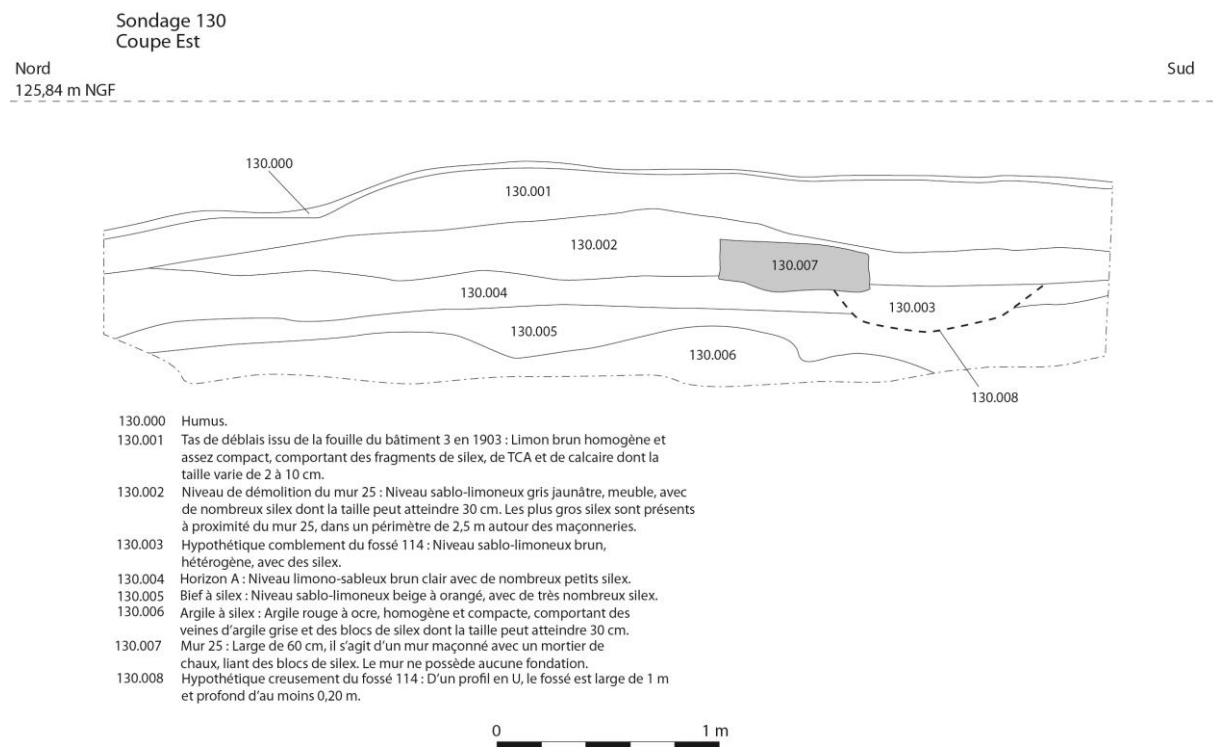 Sondage 130
Coupe Est
Nord
Sud
125,84 m NGF
130.000
130.001
130.002
130.007
130.004
130.003
130.005
130.006
130.008
130.000 Humus.
130.001 Tas de déblais issu de la fouille du bâtiment 3 en 1903 : Limon brun homogène et
assez compact, comportant des fragments de silex, de TCA et de calcaire dont la
taille varie de 2 à 10 cm.
130.002 Niveau de démolition du mur 25 : Niveau sablo-limoneux gris jaunâtre, meuble, avec
de nombreux silex dont la taille peut atteindre 30 cm. Les plus gros silex sont présents
à proximité du mur 25, dans un périmètre de 2,5 m autour des maçonneries.
130.003 Hypothétique comblement du fossé 114 : Niveau sablo-limoneux brun,
hétérogène, avec des silex.
130.004 Horizon A : Niveau limono-sableux brun clair avec de nombreux petits silex.
130.005 Bief à silex : Niveau sablo-limoneux beige à orangé, avec de très nombreux silex.
130.006 Argile à silex : Argile rouge à ocre, homogène et compacte, comportant des
veines d'argile grise et des blocs de silex dont la taille peut atteindre 30 cm.
130.007 Mur 25 : Large de 60 cm, il s'agit d'un mur maçonné avec un mortier de
chaux, liant des blocs de silex. Le mur ne possède aucune fondation.
130.008 Hypothétique creusement du fossé 114 : D'un profil en U, le fossé est large de 1 m
et profond d'au moins 0,20 m.
0 1 m